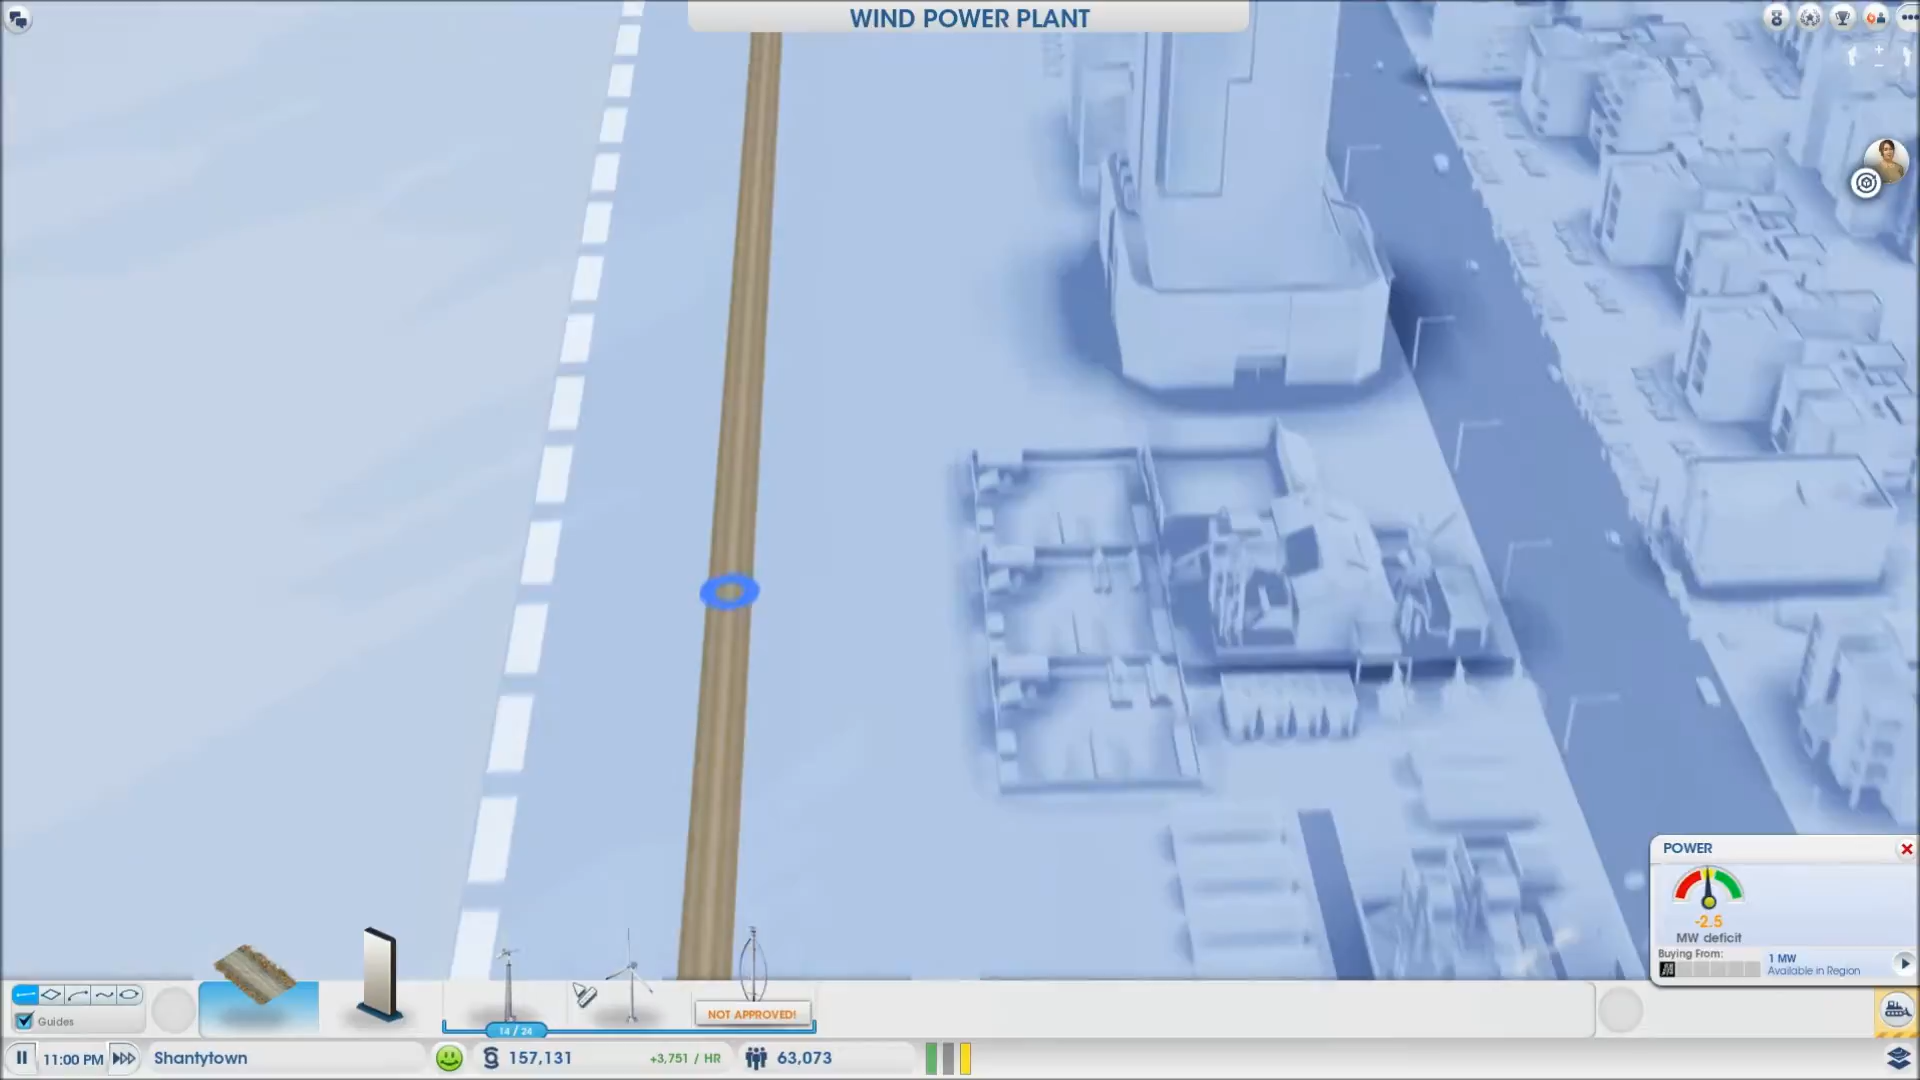 WIND POWER PLANT
POWER
-2.5
MW deficit
Buying From:
1 MW
Available in Region
Guides
NOT APPROVED!
14 / 24
11:00 PM
Shantytown
157,131
+3,751 / HR
63,073